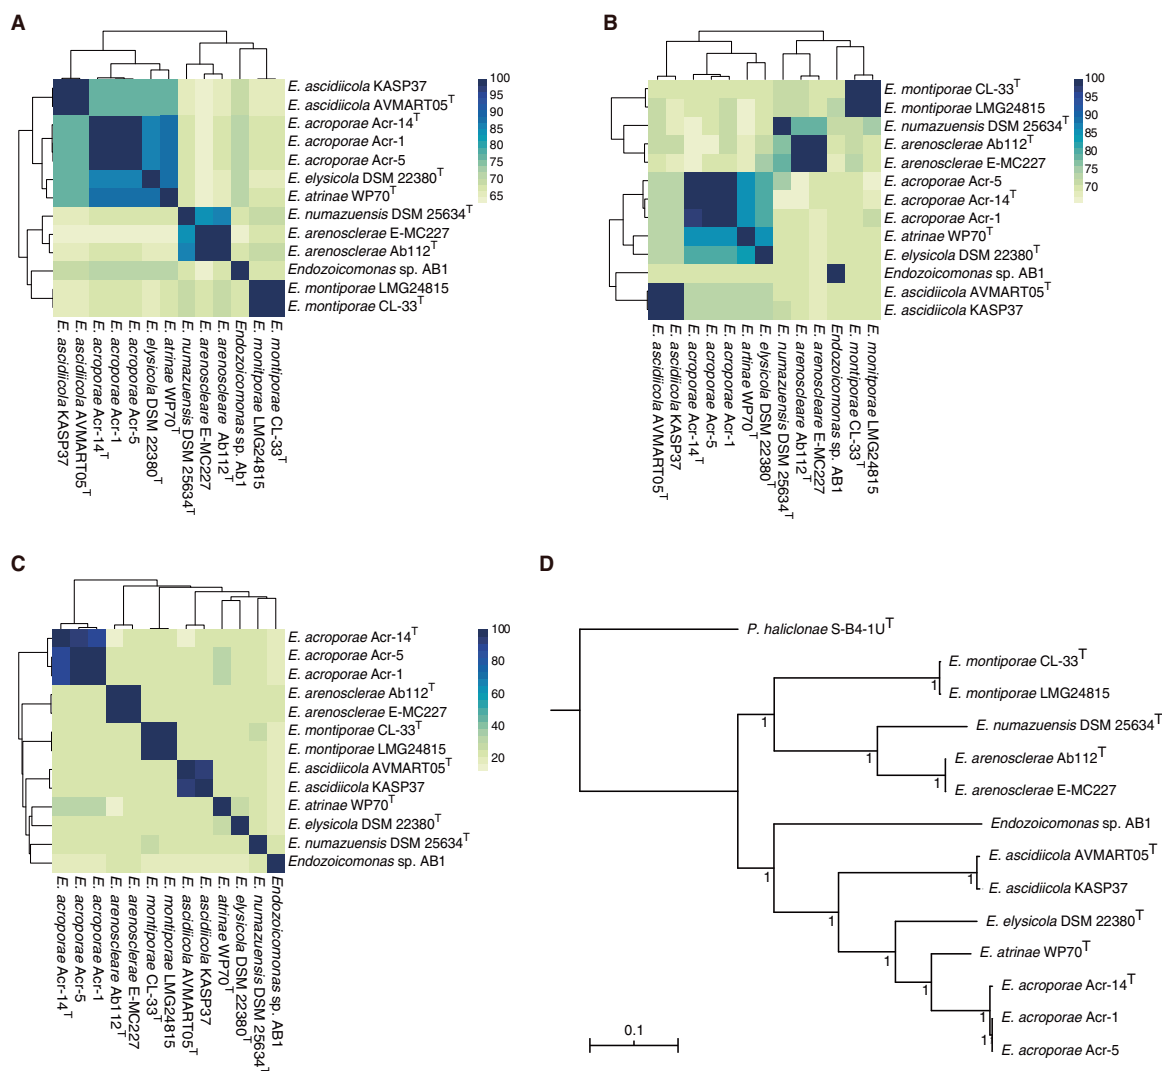 A
E. ascidiicola KASP37
E. ascidiicola AVMART05T
E. acroporae Acr-14T
E. acroporae Acr-1
E. acroporae Acr-5
E. elysicola DSM 22380T
E. atrinae WP70T
E. numazuensis DSM 25634T
E. arenosclerae E-MC227
E. arenosclerae Ab112T
Endozoicomonas sp. AB1
E. montiporae LMG24815
E. montiporae CL-33T
100
95
90
85
80
75
70
65
E. ascidiicola KASP37
E. ascidiicola AVMART05T
E. acroporae Acr-14T
E. acroporae Acr-1
E. acroporae Acr-5
E. elysicola DSM 22380T
E. atrinae WP70T
E. numazuensis DSM 25634T
E. arenoscleare E-MC227
E. arenoscleare Ab112T
Endozoicomonas sp. Ab1
E. monitporae LMG24815
E. montiporae CL-33T
B
E. montiporae CL-33T
E. montiporae LMG24815
E. numazuensis DSM 25634T
E. arenosclerae Ab112T
E. arenosclerae E-MC227
E. acroporae Acr-5
E. acroporae Acr-14T
E. acroporae Acr-1
E. atrinae WP70T
E. elysicola DSM 22380T
Endozoicomonas sp. AB1
E. ascidiicola AVMART05T
E. ascidiicola KASP37
100
95
90
85
80
75
70
E. ascidiicola AVMART05T
E. ascidiicola KASP37
E. acroporae Acr-14T
E. acroporae Acr-5
E. acroporae Acr-1
E. artinae WP70T
E. elysicola DSM 22380T
E. numazuensis DSM 25634T
E. arenoscleare Ab112T
E. arenosclerae E-MC227
Endozoicomonas sp. AB1
E. montiporae CL-33T
E. monitporae LMG24815
C
E. acroporae Acr-14T
E. acroporae Acr-5
E. acroporae Acr-1
E. arenosclerae Ab112T
E. arenosclerae E-MC227
E. montiporae CL-33T
E. montiporae LMG24815
E. ascidiicola AVMART05T
E. ascidiicola KASP37
E. atrinae WP70T
E. elysicola DSM 22380T
E. numazuensis DSM 25634T
Endozoicomonas sp. AB1
100
80
60
40
20
E. acroporae Acr-14T
E. acroporae Acr-5
E. acroporae Acr-1
E. arenoscleare Ab112T
E. arenosclerae E-MC227
E. montiporae CL-33T
E. montiporae LMG24815
E. ascidiicola AVMART05T
E. ascidiicola KASP37
E. atrinae WP70T
E. elysicola DSM 22380T
E. numazuensis DSM 25634T
Endozoicomonas sp. AB1
D
P. haliclonae S-B4-1UT
E. montiporae CL-33T
1
E. montiporae LMG24815
1
E. numazuensis DSM 25634T
1
E. arenosclerae Ab112T
1
E. arenosclerae E-MC227
Endozoicomonas sp. AB1
1
E. ascidiicola AVMART05T
1
E. ascidiicola KASP37
1
E. elysicola DSM 22380T
1
E. atrinae WP70T
1
E. acroporae Acr-14T
1
E. acroporae Acr-1
1
E. acroporae Acr-5
0.1